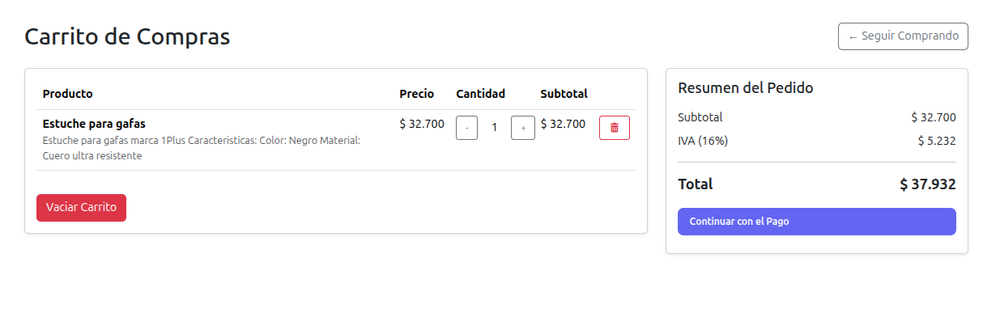 Carrito de Compras
← Seguir Comprando
Producto Precio Cantidad Subtotal
Estuche para gafas $ 32.700 - 1 + $ 32.700
Estuche para gafas marca 1Plus Caracteristicas: Color: Negro Material:
Cuero ultra resistente
Vaciar Carrito
Resumen del Pedido
Subtotal $ 32.700
IVA (16%) $ 5.232
Total $ 37.932
Continuar con el Pago